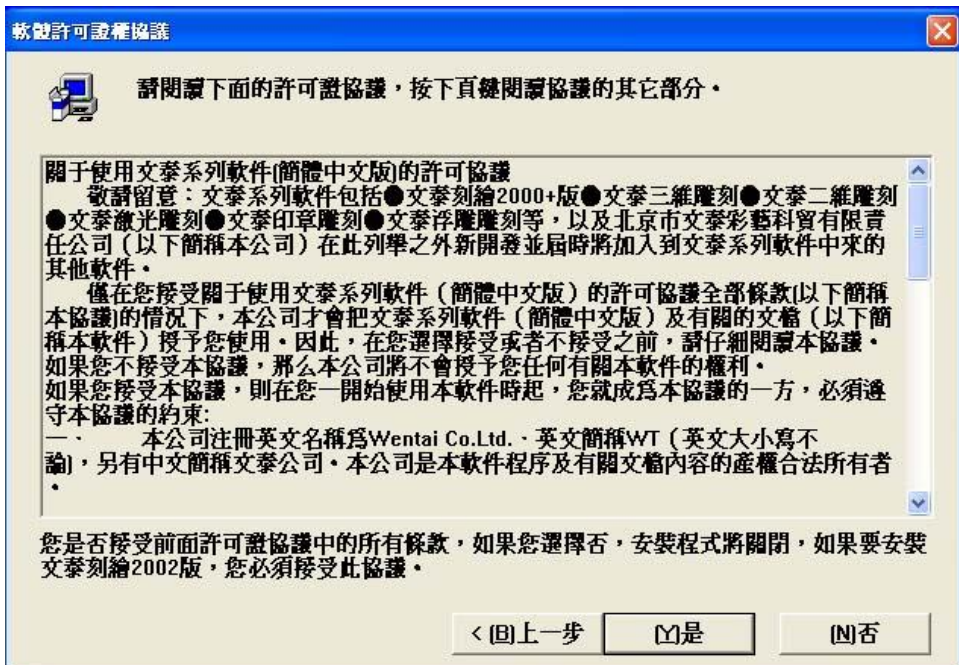 軟體許可證種協議
請閱讀下面的許可證協議，按下頁鍵閱讀協議的其它部分。
關于使用文泰系列軟件(簡體中文版)的許可協議
敬請留意：文泰系列軟件包括●文泰刻繪2000+版●文泰三維雕刻●文泰二維雕刻
●文泰激光雕刻●文泰印章雕刻●文泰浮雕雕刻等，以及北京市文泰彩藝科貿有限責
任公司（以下簡稱本公司）在此列舉之外新開發並屆時將加入到文泰系列軟件中來的
其他軟件。
僅在您接受關于使用文泰系列軟件（簡體中文版）的許可協議全部條款(以下簡稱
本協議)的情況下，本公司才會把文泰系列軟件（簡體中文版）及有關的文檔（以下簡
稱本軟件）授予您使用。因此，在您選擇接受或者不接受之前，請仔細閱讀本協議。
如果您不接受本協議，那么本公司將不會授予您任何有關本軟件的權利。
如果您接受本協議，則在您一開始使用本軟件時起，您就成爲本協議的一方，必須遵
守本協議的約束:
一、 本公司注冊英文名稱爲Wentai Co.Ltd.、英文簡稱WT（英文大小寫不
論)，另有中文簡稱文泰公司。本公司是本軟件程序及有關文檔內容的產權合法所有者
。
您是否接受前面許可證協議中的所有條款，如果您選擇否，安裝程式將關閉，如果要安裝
文泰刻繪2002版，您必須接受此協議。
< (B)上一步 (Y)是 (N)否